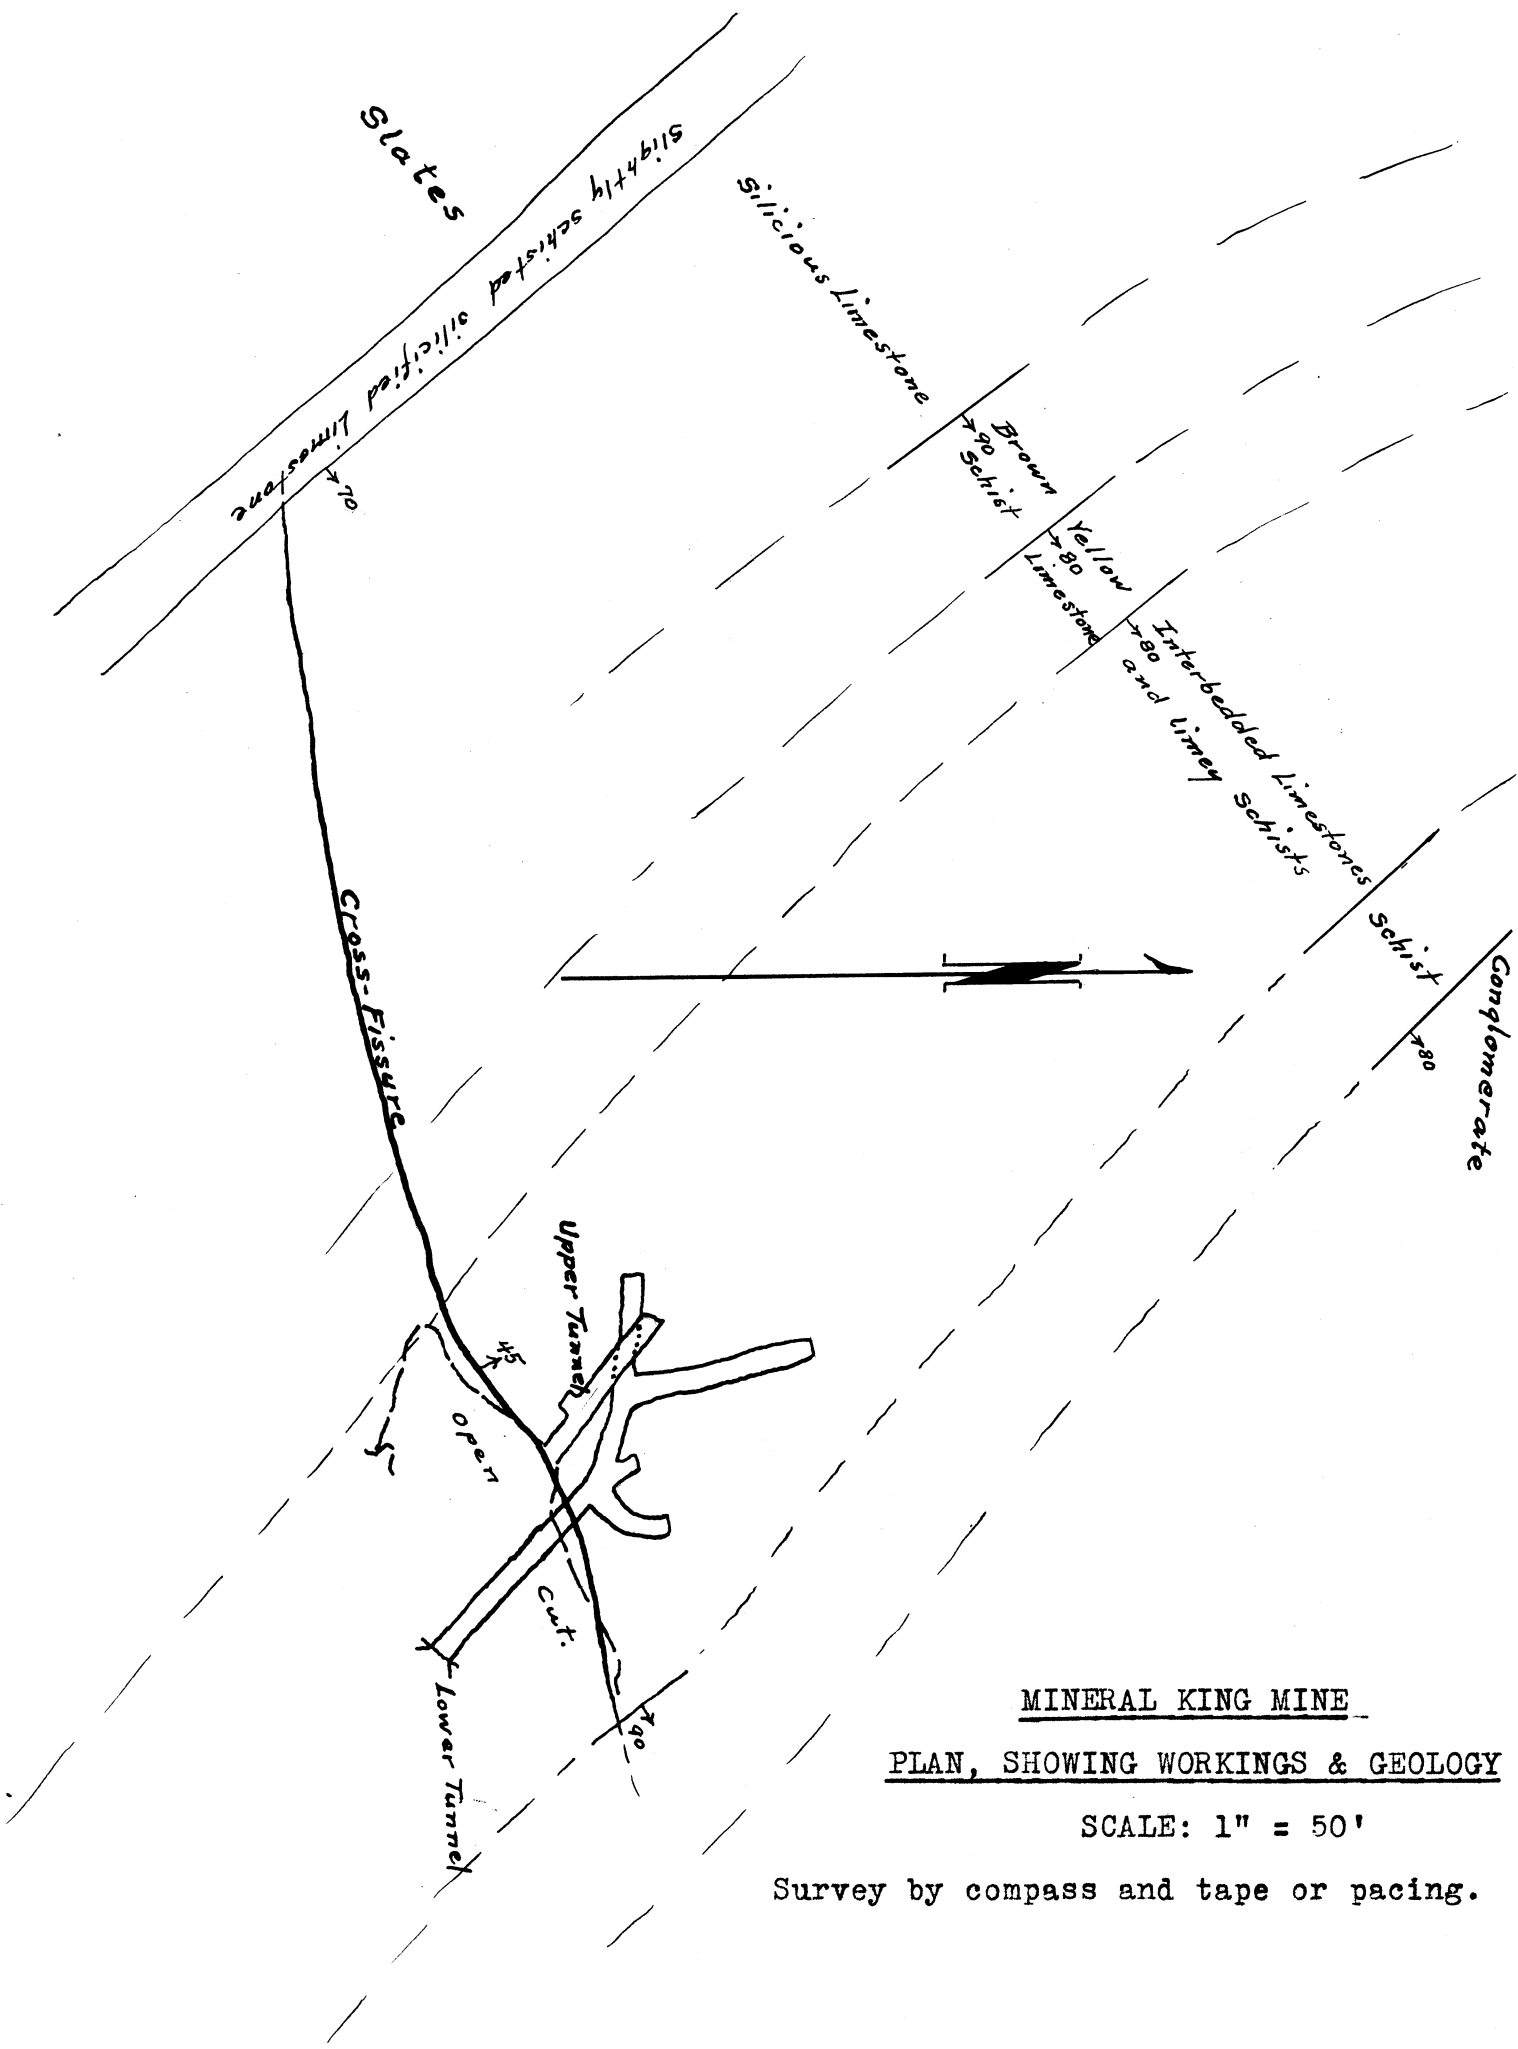 Slates
Slightly schisted silicified Limestone
70
Silicious Limestone
90
Brown
Schist
80
Yellow
Limestone
80
Interbedded Limestones
and Limey schists
Schist
80
Conglomerate
Cross-Fissure
Upper Tunnel
45
Open
Cut.
90
Lower Tunnel
MINERAL KING MINE
PLAN, SHOWING WORKINGS & GEOLOGY
SCALE: 1" = 50'
Survey by compass and tape or pacing.